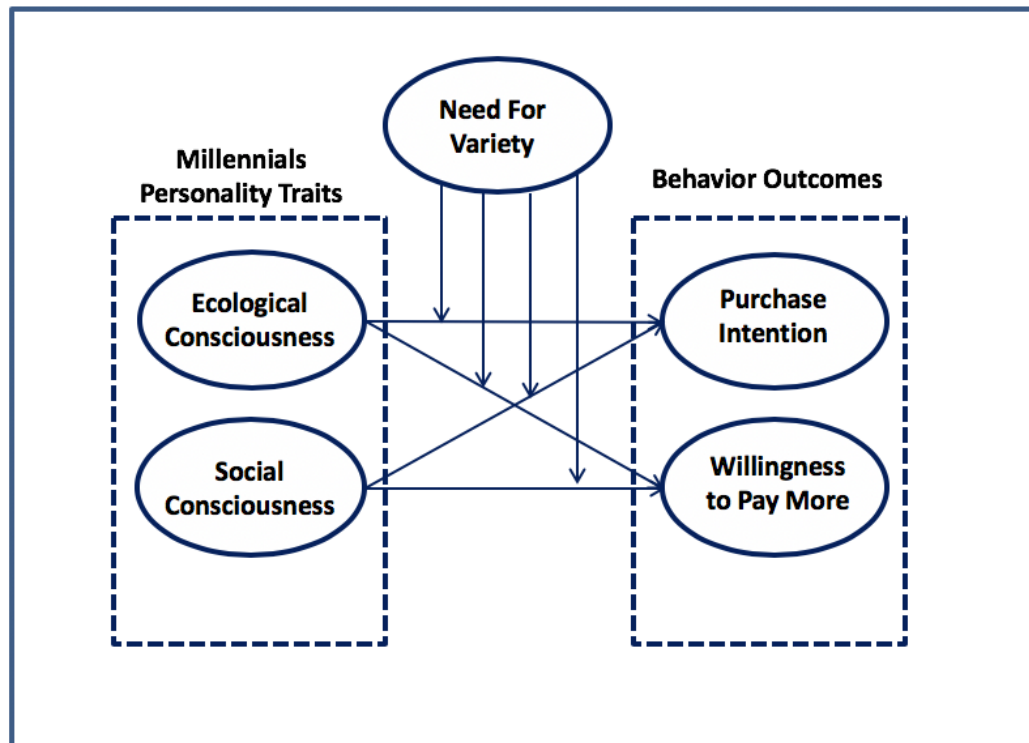 Need For
Variety
Millennials
Personality Traits
Behavior Outcomes
Ecological
Consciousness
Purchase
Intention
Social
Consciousness
Willingness
to Pay More